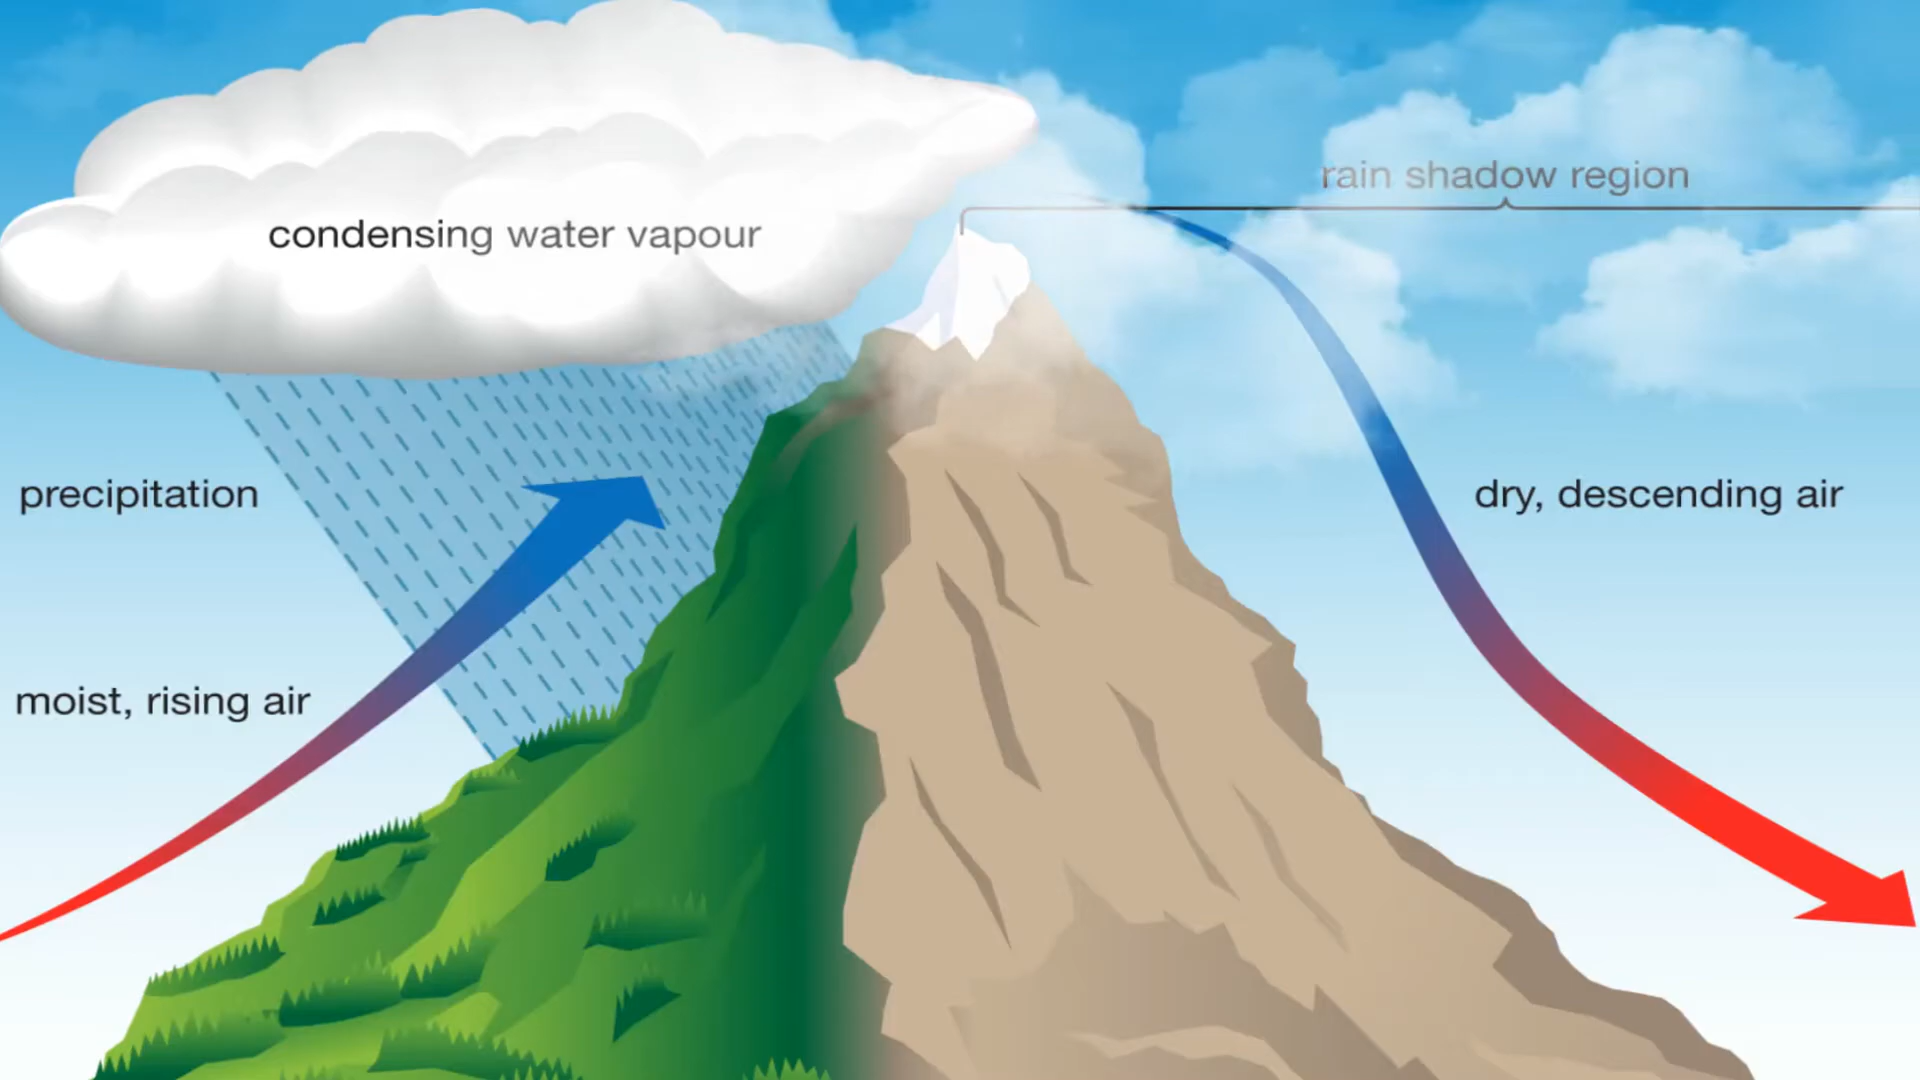 rain shadow region
condensing water vapour
precipitation
dry, descending air
moist, rising air